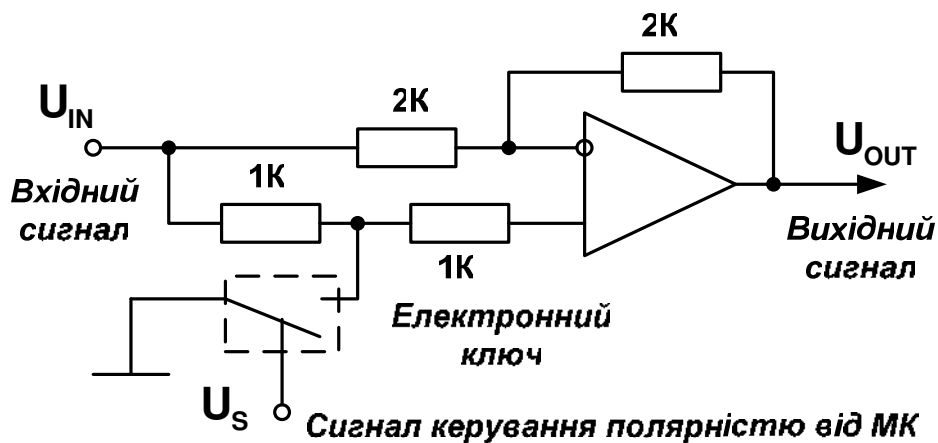 2К
U_IN
2К
U_OUT
Вхідний
сигнал
1К
1К
Вихідний
сигнал
Електронний
ключ
U_S
Сигнал керування полярністю від МК